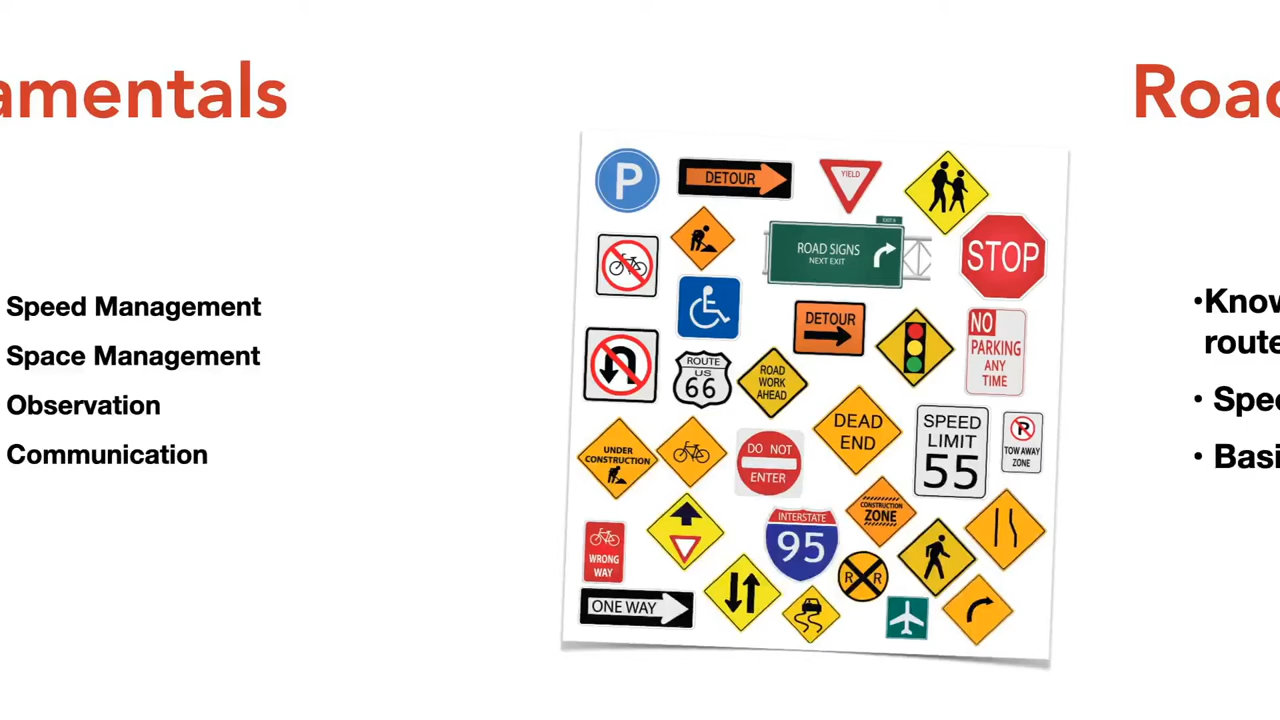 amentals
Speed Management
Space Management
Observation
Communication
P
DETOUR
YIELD
ROAD SIGNS
NEXT EXIT
STOP
DETOUR
NO
PARKING
ANY
TIME
ROUTE
US
66
ROAD
WORK
AHEAD
DEAD
END
SPEED
LIMIT
55
P
TOW AWAY
ZONE
UNDER
CONSTRUCTION
DO NOT
ENTER
CONSTRUCTION
ZONE
WRONG
WAY
INTERSTATE
95
R R
ONE WAY
Road
•Know
route
• Spee
• Basi